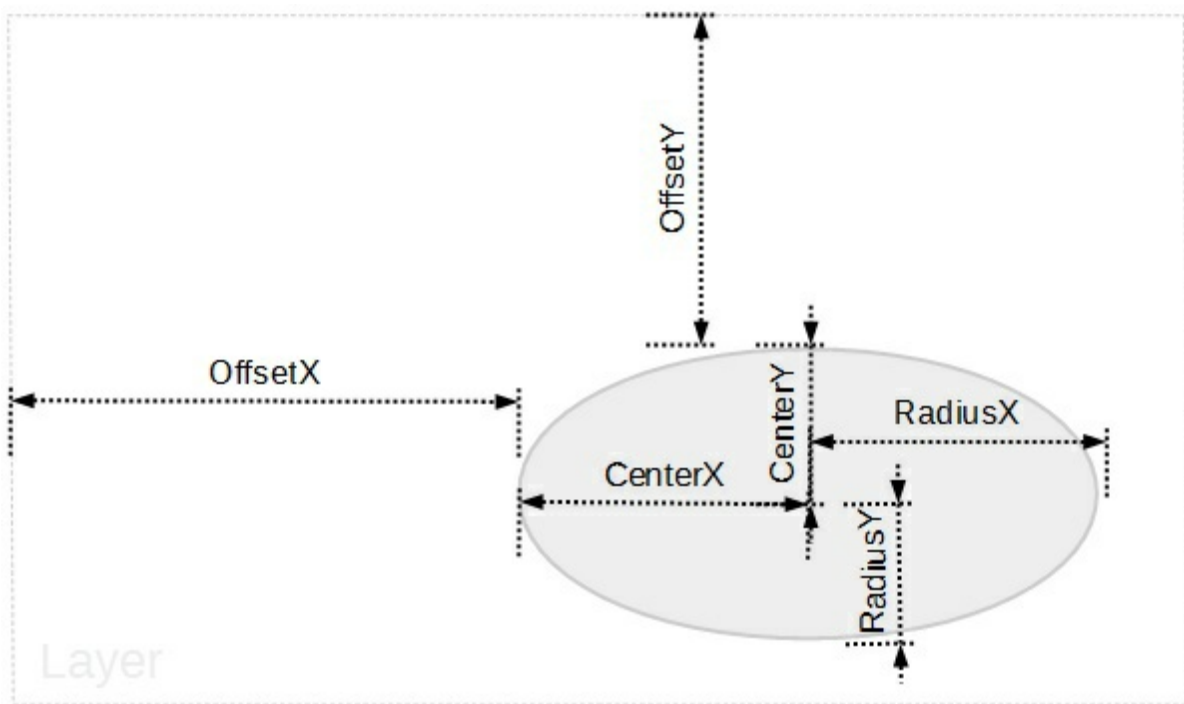 OffsetY
OffsetX
CenterY
RadiusX
CenterX
RadiusY
Layer